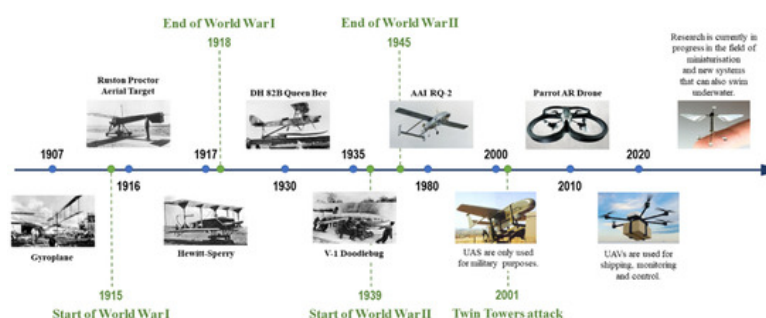 End of World War I
1918
End of World War II
1945
Research is currently in
progress in the field of
miniaturisation
and new systems
that can also swim
underwater.
Ruston Proctor
Aerial Target
DH 82B Queen Bee
AAI RQ-2
Parrot AR Drone
1907
1917
1935
2000
2020
1916
1930
1980
2010
Gyroplane
Hewitt-Sperry
V-1 Doodiebug
UAS are only used
for military purposes.
UAVs are used for
shipping, monitoring
and control.
1915
Start of World War I
1939
Start of World War II
2001
Twin Towers attack